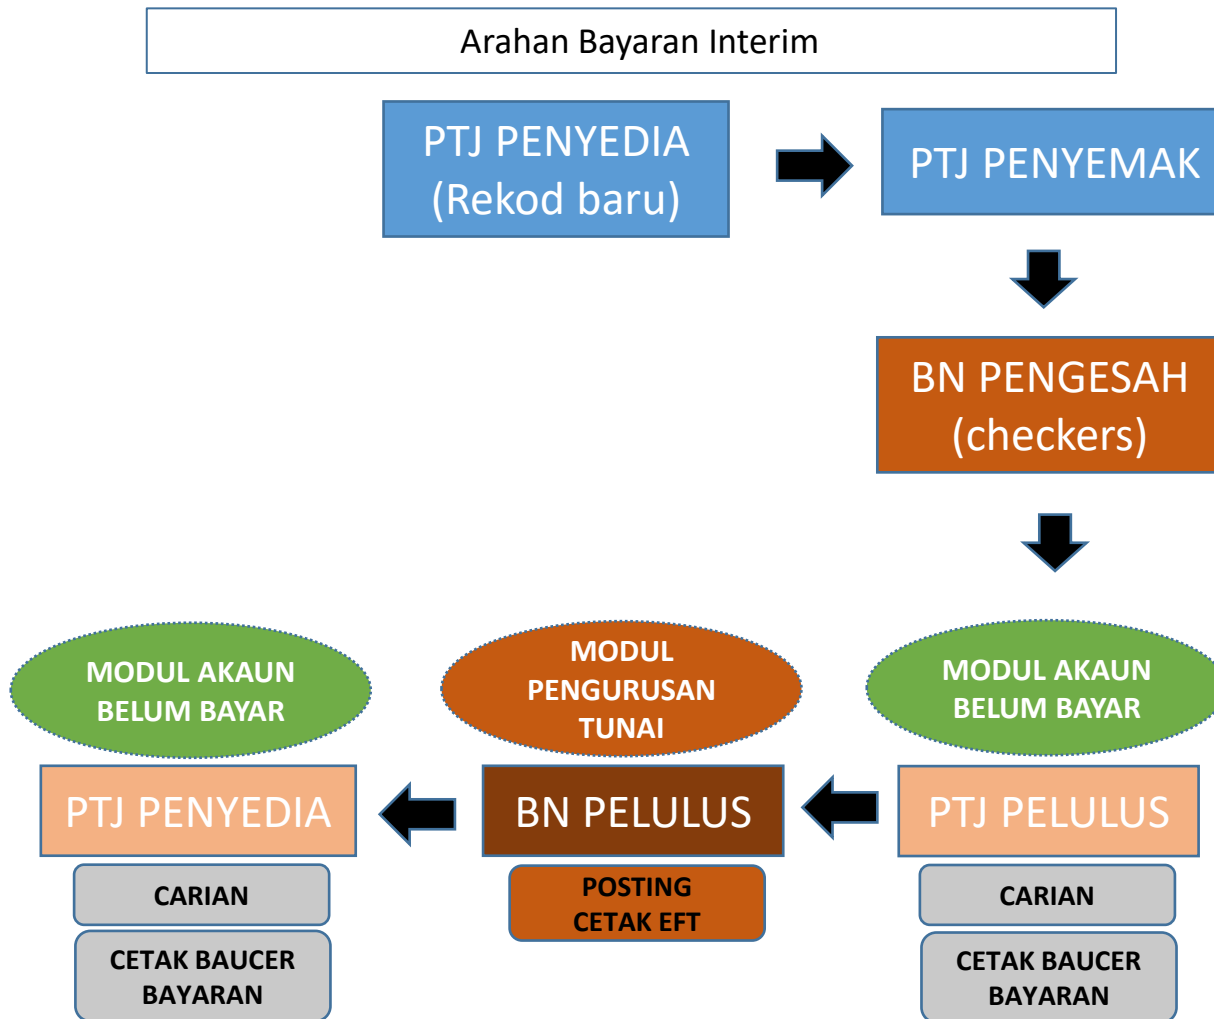 Arahan Bayaran Interim
PTJ PENYEDIA
(Rekod baru)
PTJ PENYEMAK
BN PENGESAH
(checkers)
MODUL AKAUN
BELUM BAYAR
MODUL
PENGURUSAN
TUNAI
MODUL AKAUN
BELUM BAYAR
PTJ PENYEDIA
BN PELULUS
PTJ PELULUS
CARIAN
CETAK BAUCER
BAYARAN
POSTING
CETAK EFT
CARIAN
CETAK BAUCER
BAYARAN